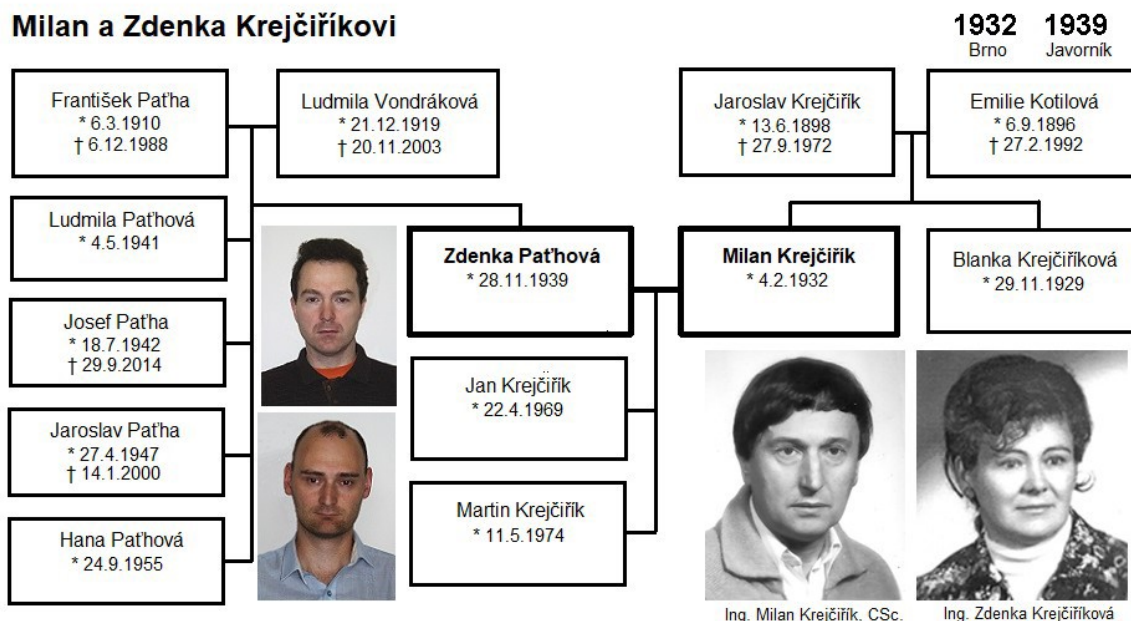 Milan a Zdenka Krejčiříkovi
1932 1939
Brno Javorník
František Paťha
* 6.3.1910
† 6.12.1988
Ludmila Vondráková
* 21.12.1919
† 20.11.2003
Jaroslav Krejčiřík
* 13.6.1898
† 27.9.1972
Emilie Kotilová
* 6.9.1896
† 27.2.1992
Ludmila Paťhová
* 4.5.1941
Zdenka Paťhová
* 28.11.1939
Milan Krejčiřík
* 4.2.1932
Blanka Krejčiříková
* 29.11.1929
Josef Paťha
* 18.7.1942
† 29.9.2014
Jan Krejčiřík
* 22.4.1969
Jaroslav Paťha
* 27.4.1947
† 14.1.2000
Martin Krejčiřík
* 11.5.1974
Hana Paťhová
* 24.9.1955
Ing. Milan Krejčiřík, CSc.
Ing. Zdenka Krejčiříková